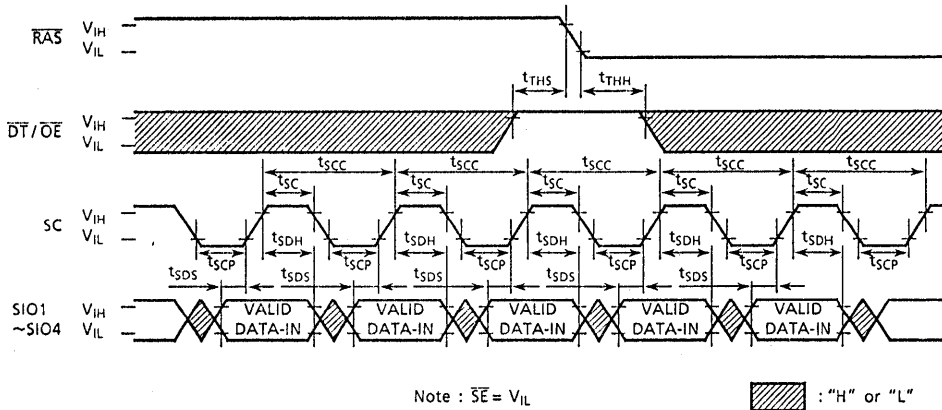 RAS VIH
VIL
tTHS tTHH
DT/OE VIH
VIL
tSCC tSCC tSCC tSCC tSCC
tSC tSC tSC tSC tSC
SC VIH
VIL
tSCP tSDH tSCP tSDH tSCP tSDH tSCP tSDH tSCP tSDH tSCP
tSDS tSDS tSDS tSDS tSDS
SIO1 VIH VALID VALID VALID VALID VALID
~SIO4 VIL DATA-IN DATA-IN DATA-IN DATA-IN DATA-IN
Note : SE = VIL : "H" or "L"